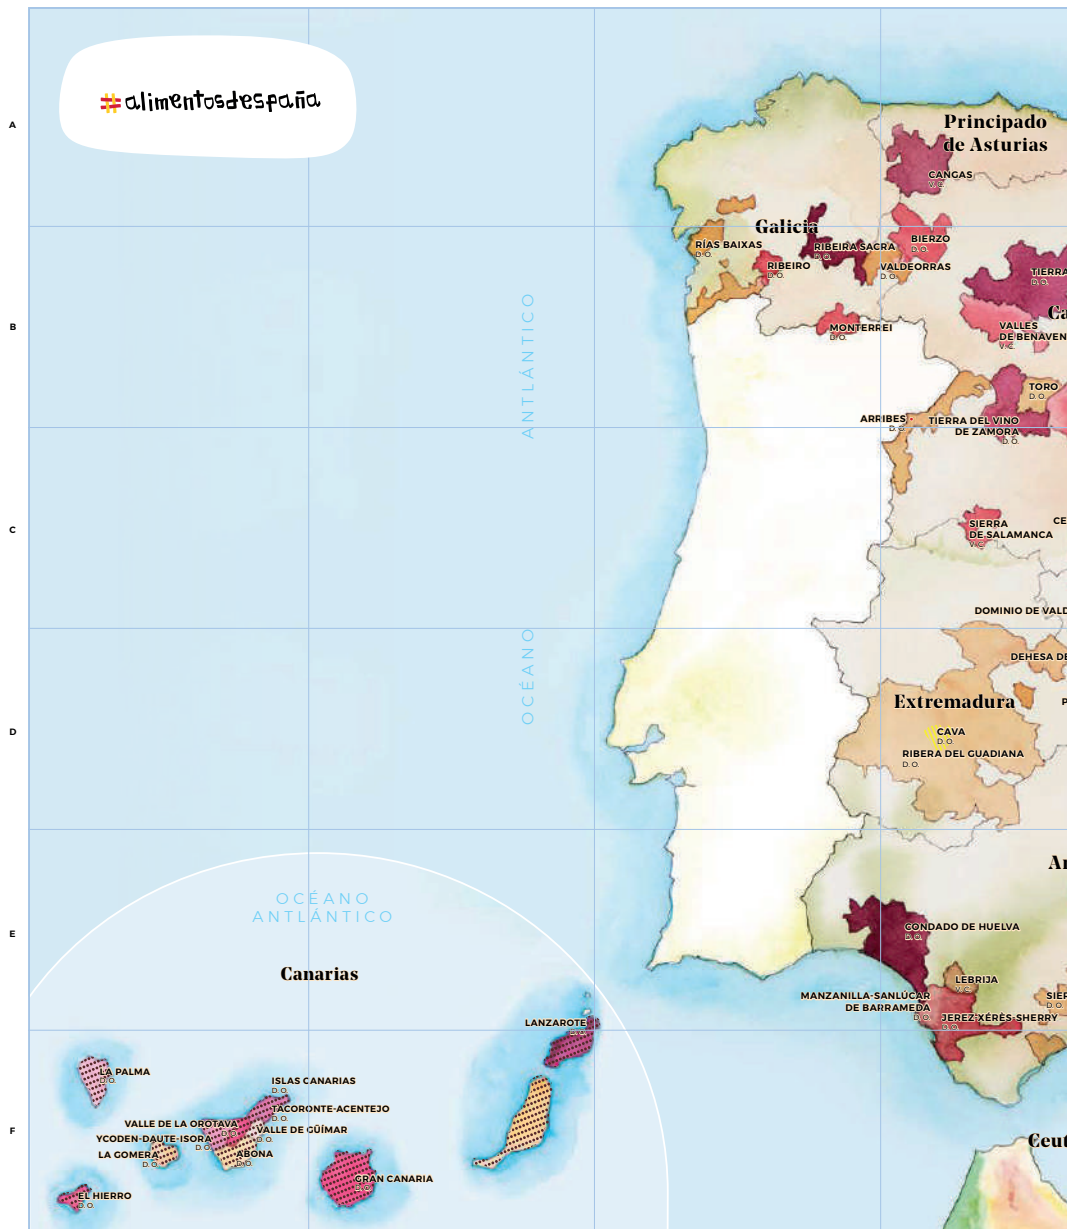 #alimentosdespaña
A
Principado
de Asturias
CANGAS
V.C.
Galicia
RÍAS BAIXAS
D.O.
RIBEIRO
D.O.
RIBEIRA SACRA
D.O.
BIERZO
D.O.
VALDEORRAS
D.O.
TIERRA
D.O.
Ca
B
MONTERREI
D.O.
VALLES
DE BENAVEN
V.C.
ANTLÁNTICO
TORO
D.O.
ARRIBES
D.O.
TIERRA DEL VINO
DE ZAMORA
D.O.
C
SIERRA
DE SALAMANCA
V.C.
CE
DOMINIO DE VALD
OCÉANO
DEHESA DE
Extremadura
P
D
CAVA
D.O.
RIBERA DEL GUADIANA
D.O.
An
OCÉANO
ANTLÁNTICO
E
CONDADO DE HUELVA
D.O.
Canarias
LEBRIJA
V.C.
MANZANILLA-SANLÚCAR
DE BARRAMEDA
D.O.
SIER
D.O.
JEREZ-XÉRÈS-SHERRY
D.O.
LANZAROTE
D.O.
LA PALMA
D.O.
ISLAS CANARIAS
D.O.
TACORONTE-ACENTEJO
D.O.
VALLE DE LA OROTAVA
D.O.
VALLE DE GÜÍMAR
D.O.
F
YCODEN-DAUTE-ISORA
D.O.
LA GOMERA
D.O.
ABONA
D.O.
GRAN CANARIA
D.O.
EL HIERRO
D.O.
Ceut